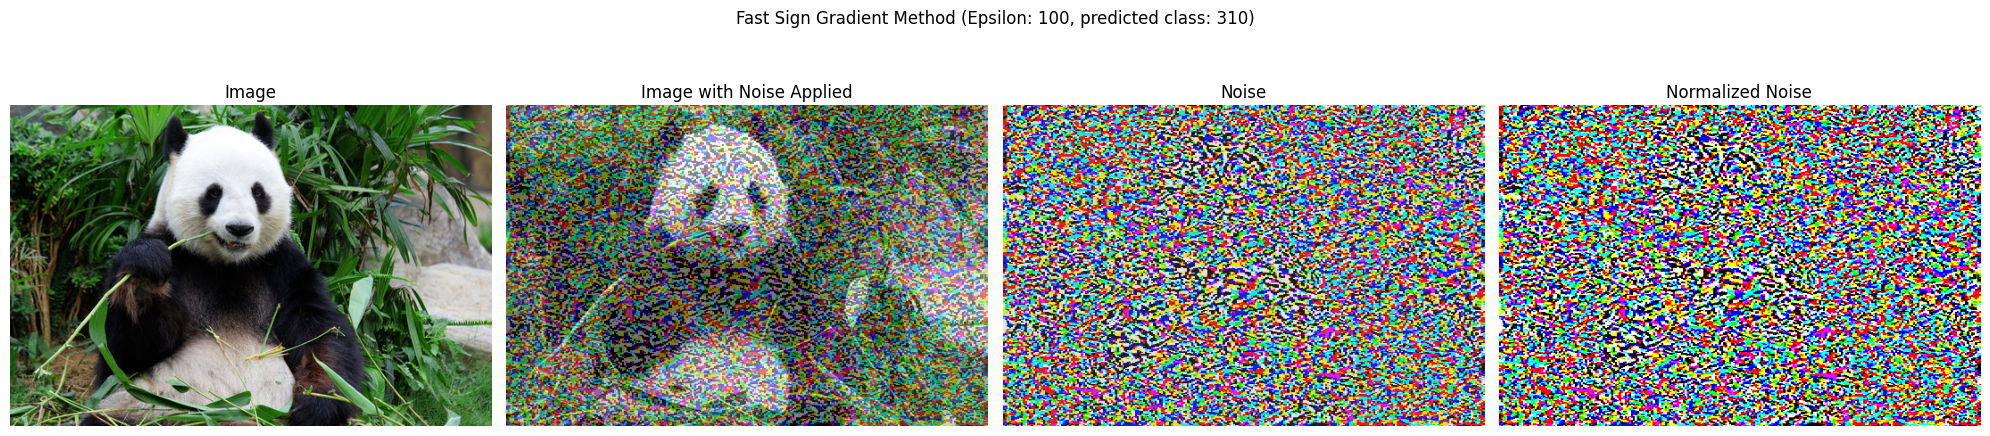 Fast Sign Gradient Method (Epsilon: 100, predicted class: 310)
Image
Image with Noise Applied
Noise
Normalized Noise